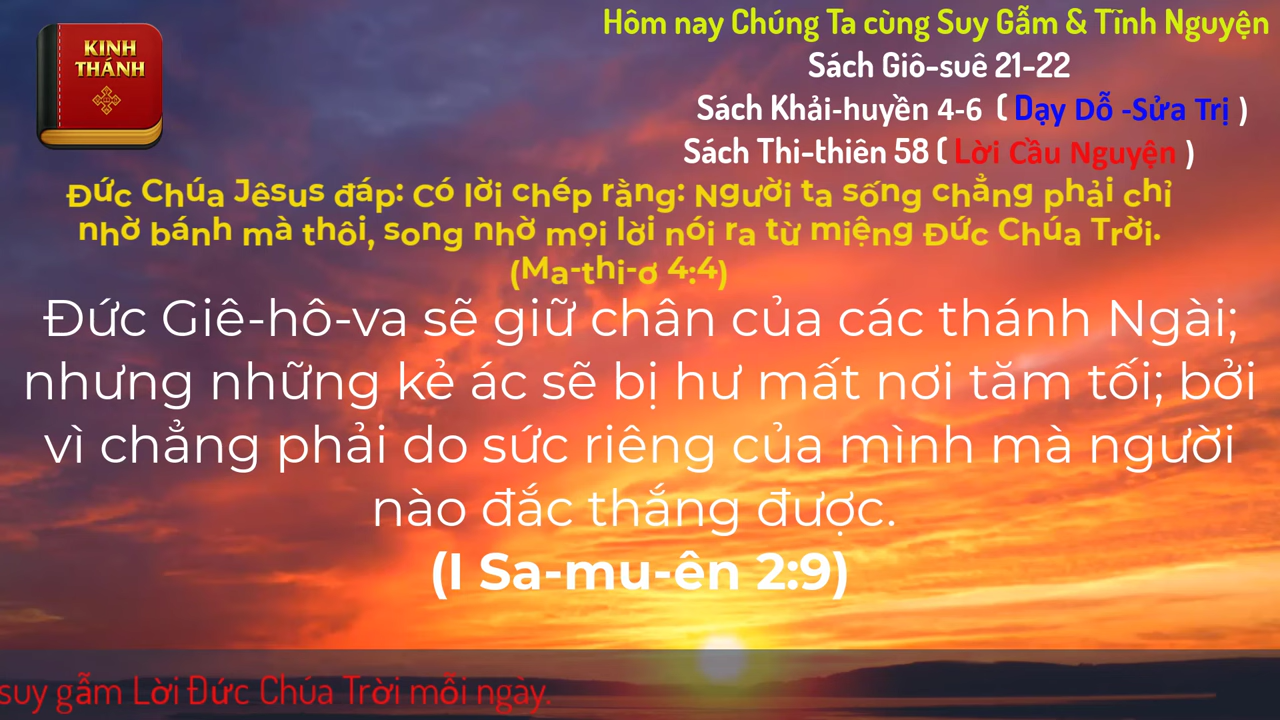 KINH
THÁNH
Hôm nay Chúng Ta cùng Suy Gẫm & Tĩnh Nguyện
Sách Giô-suê 21-22
Sách Khải-huyền 4-6 ( Dạy Dỗ -Sửa Trị )
Sách Thi-thiên 58 ( Lời Cầu Nguyện )
Đức Chúa Jêsus đáp: Có lời chép rằng: Người ta sống chẳng phải chỉ
nhờ bánh mà thôi, song nhờ mọi lời nói ra từ miệng Đức Chúa Trời.
(Ma-thi-ơ 4:4)
Đức Giê-hô-va sẽ giữ chân của các thánh Ngài;
nhưng những kẻ ác sẽ bị hư mất nơi tăm tối; bởi
vì chẳng phải do sức riêng của mình mà người
nào đắc thắng được.
(I Sa-mu-ên 2:9)
suy gẫm Lời Đức Chúa Trời mỗi ngày.